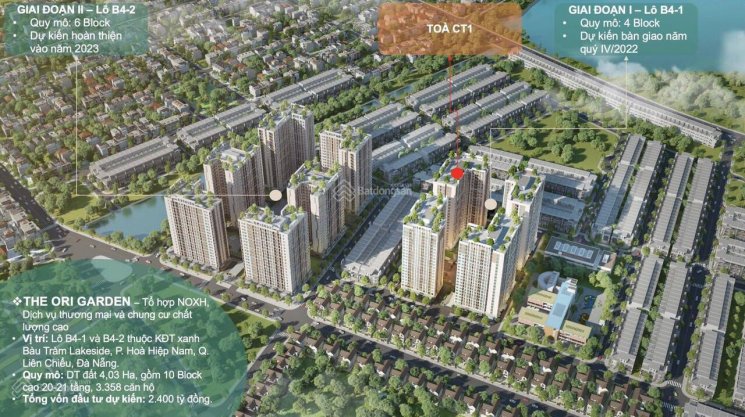 GIAI ĐOẠN II – Lô B4-2
• Quy mô: 6 Block
• Dự kiến hoàn thiện
vào năm 2023
TOÀ CT1
GIAI ĐOẠN I – Lô B4-1
• Quy mô: 4 Block
• Dự kiến bàn giao năm
quý IV/2022
Batdongsan
❖ THE ORI GARDEN – Tổ hợp NOXH,
Dịch vụ thương mại và chung cư chất
lượng cao
• Vị trí: Lô B4-1 và B4-2 thuộc KĐT xanh
Bàu Tràm Lakeside, P. Hoà Hiệp Nam, Q.
Liên Chiểu, Đà Nẵng.
• Quy mô: DT đất 4,03 Ha, gồm 10 Block
cao 20-21 tầng, 3.358 căn hộ
• Tổng vốn đầu tư dự kiến: 2.400 tỷ đồng.